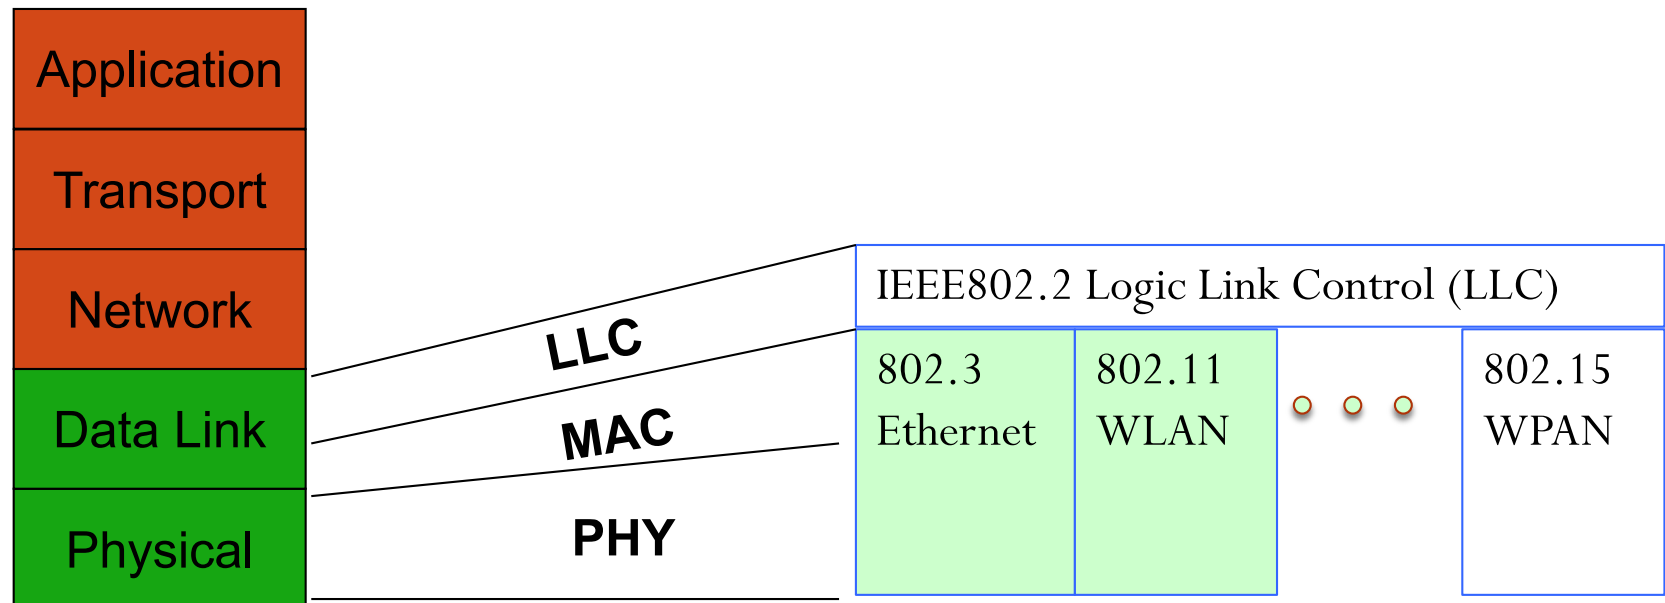 Application
Transport
Network
Data Link
Physical
LLC
MAC
PHY
IEEE802.2 Logic Link Control (LLC)
802.3
Ethernet
802.11
WLAN
802.15
WPAN